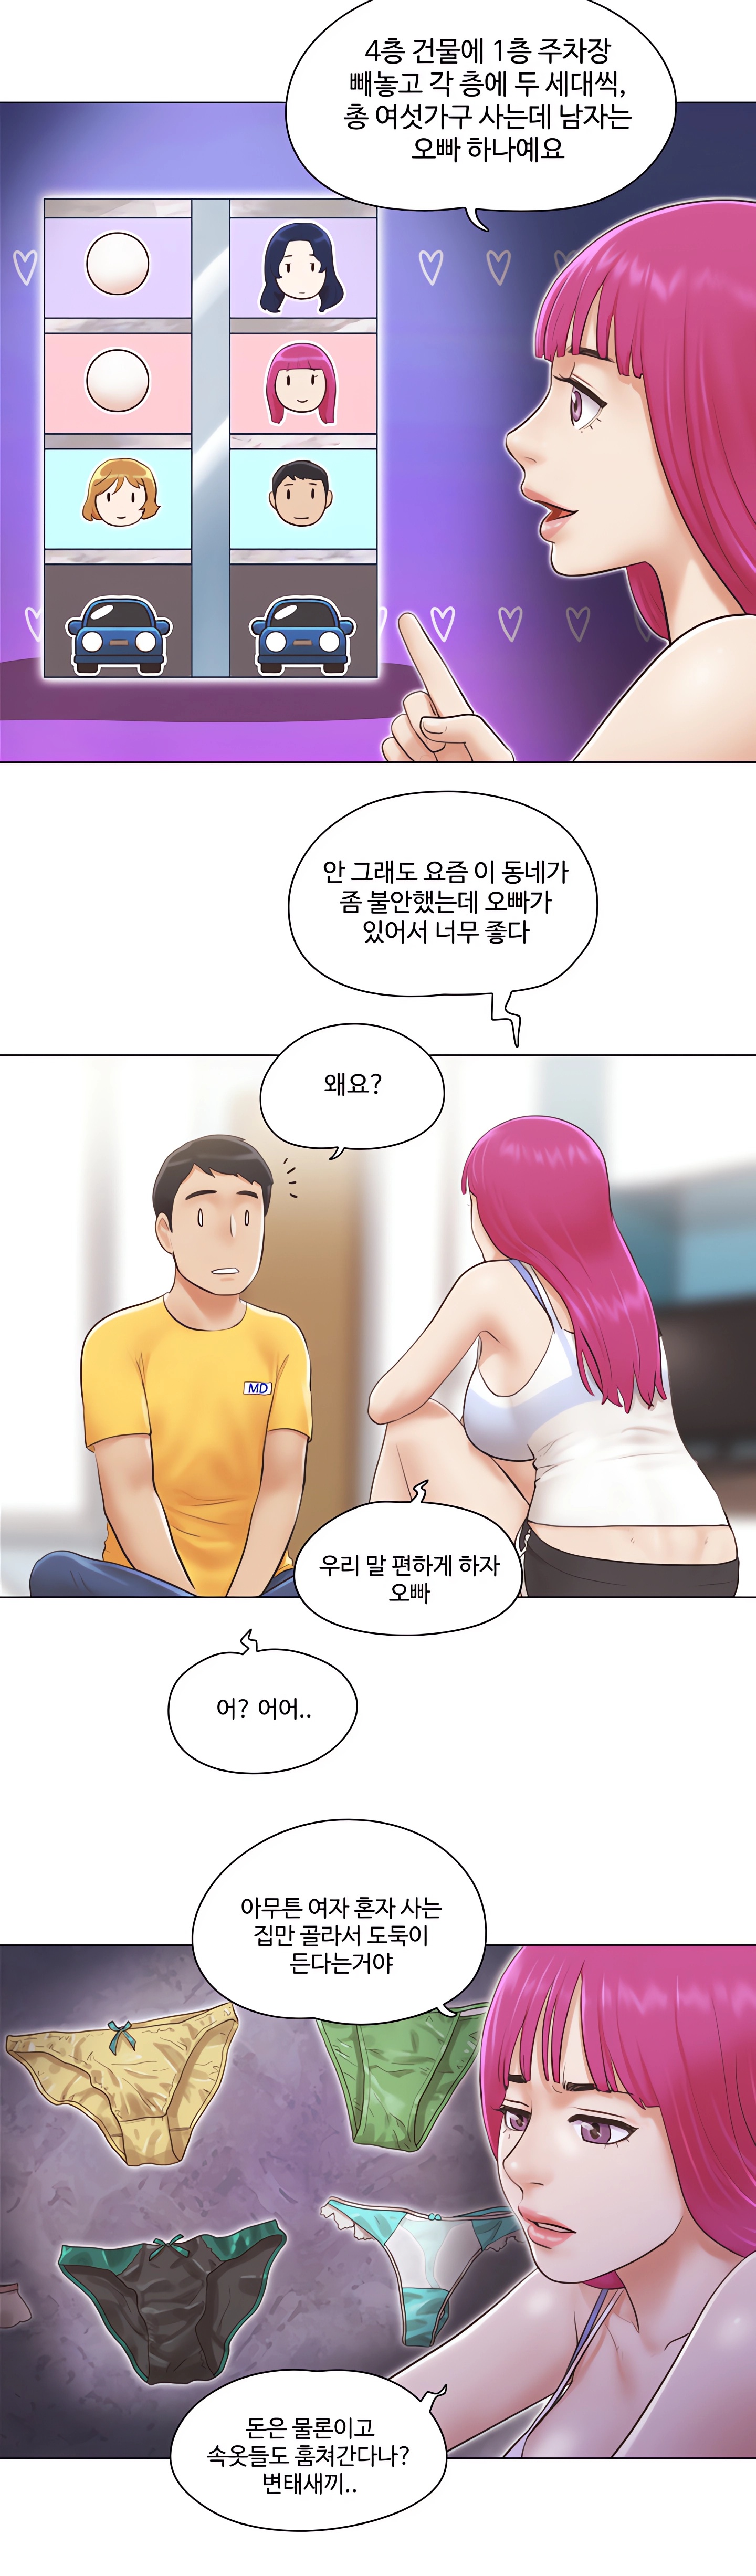 4층 건물에 1층 주차장
빼놓고 각 층에 두 세대씩,
총 여섯가구 사는데 남자는
오빠 하나예요
안 그래도 요즘 이 동네가
좀 불안했는데 오빠가
있어서 너무 좋다
왜요?
MD
우리 말 편하게 하자
오빠
어? 어어..
아무튼 여자 혼자 사는
집만 골라서 도둑이
든다는거야
돈은 물론이고
속옷들도 훔쳐간다나?
변태새끼..